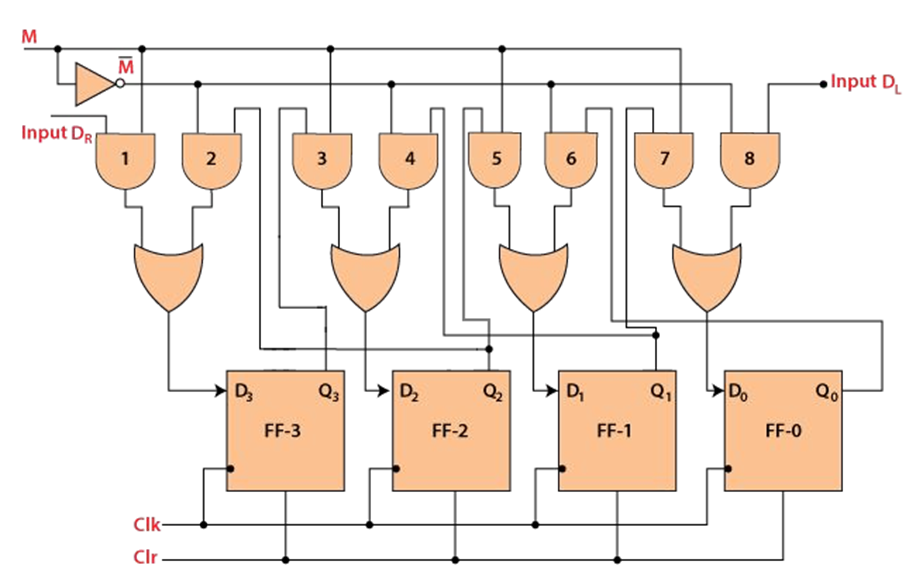 M
M̅
Input D_L
Input D_R
1 2 3 4 5 6 7 8
D₃ Q₃ D₂ Q₂ D₁ Q₁ D₀ Q₀
FF-3 FF-2 FF-1 FF-0
Clk
Clr